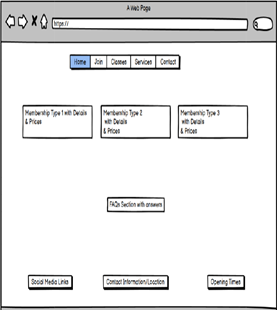 A Web Page
https://
Home Join Classes Services Contact
Membership Type 1 with Details
& Prices
Membership Type 2
with Details
& Prices
Membership Type 3
with Details
& Prices
FAQs Section with answers
Social Media Links Contact Information/Location Opening Times